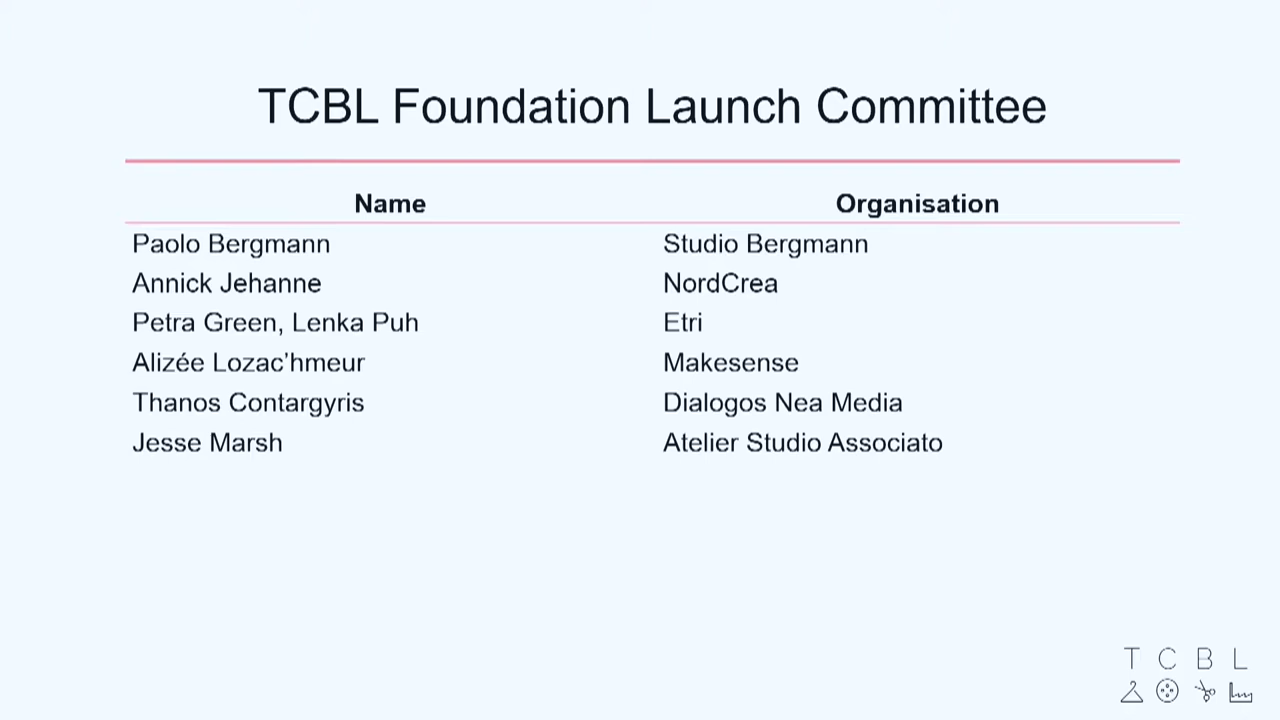 TCBL Foundation Launch Committee
Name Organisation
Paolo Bergmann Studio Bergmann
Annick Jehanne NordCrea
Petra Green, Lenka Puh Etri
Alizée Lozac’hmeur Makesense
Thanos Contargyris Dialogos Nea Media
Jesse Marsh Atelier Studio Associato
T C B L